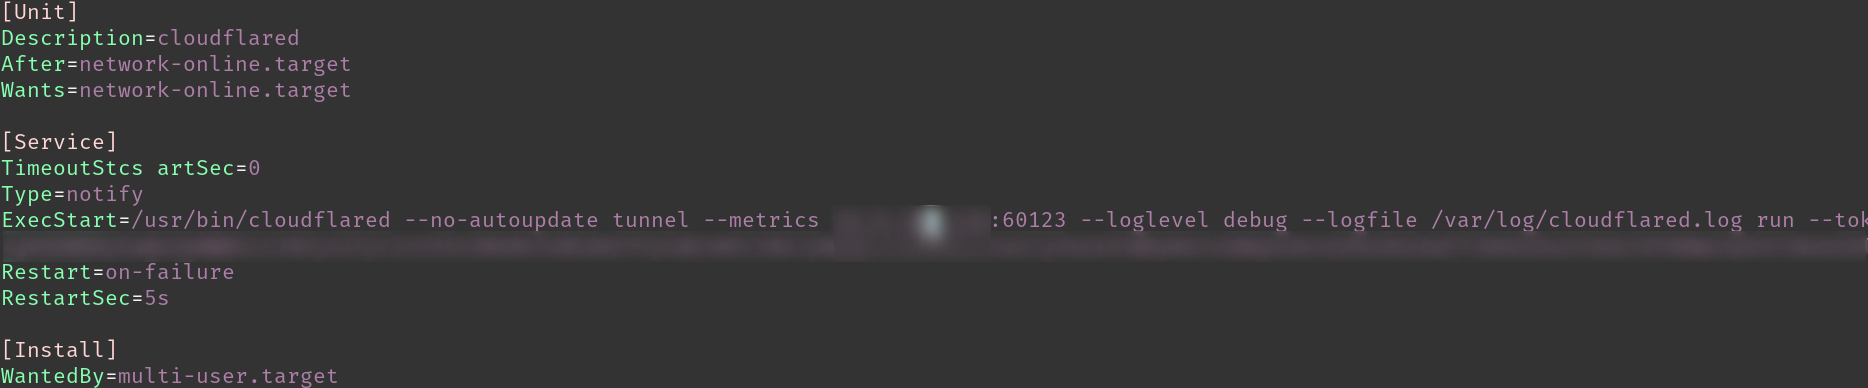 [Unit]
Description=cloudflared
After=network-online.target
Wants=network-online.target
[Service]
TimeoutStcs artSec=0
Type=notify
ExecStart=/usr/bin/cloudflared --no-autoupdate tunnel --metrics :60123 --loglevel debug --logfile /var/log/cloudflared.log run --tok
Restart=on-failure
RestartSec=5s
[Install]
WantedBy=multi-user.target